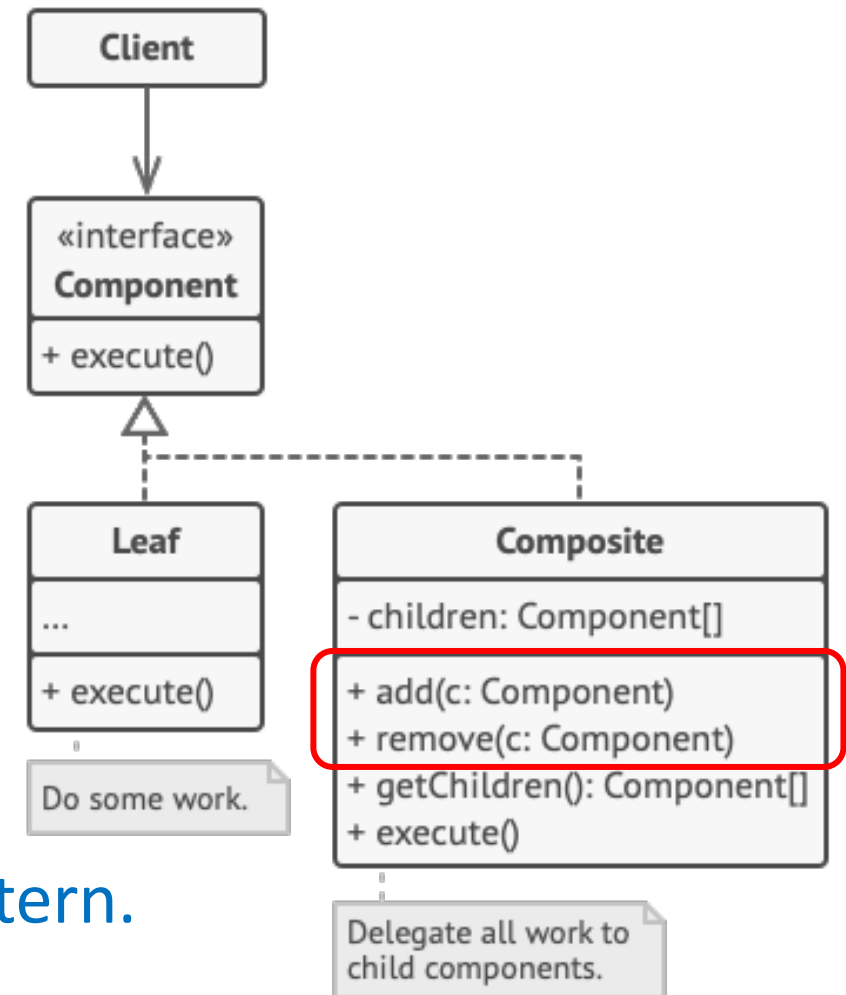 Client
«interface»
Component
+ execute()
Leaf
...
+ execute()
Do some work.
Composite
- children: Component[]
+ add(c: Component)
+ remove(c: Component)
+ getChildren(): Component[]
+ execute()
Delegate all work to
child components.
tern.